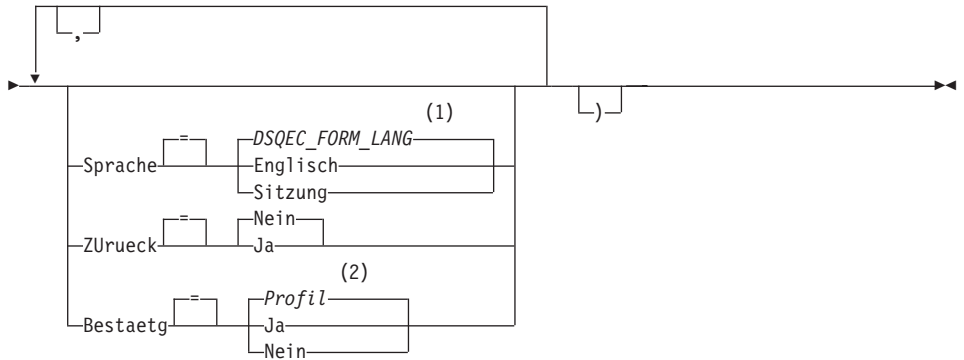 ,
)
(1)
= DSQEC_FORM_LANG
Sprache Englisch
Sitzung
= Nein
ZUrueck Ja
(2)
= Profil
Bestaetg Ja
Nein